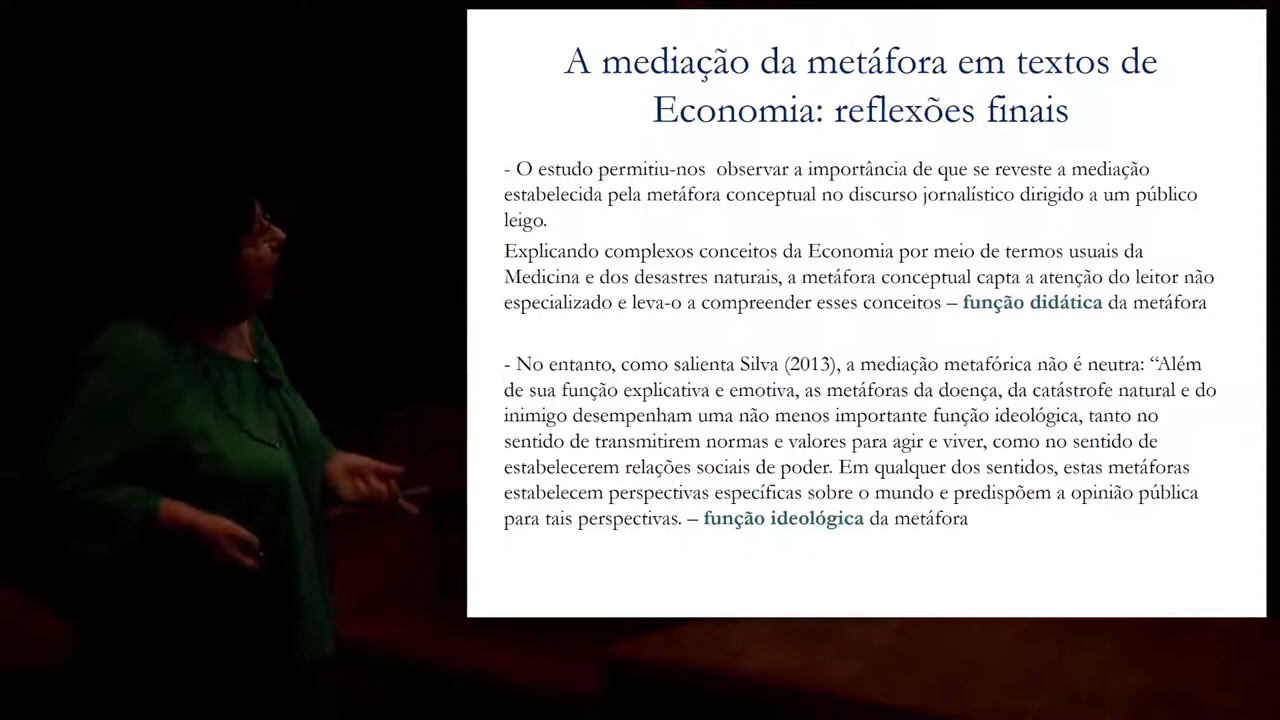 A mediação da metáfora em textos de
Economia: reflexões finais
- O estudo permitiu-nos  observar a importância de que se reveste a mediação
estabelecida pela metáfora conceptual no discurso jornalístico dirigido a um público
leigo.
Explicando complexos conceitos da Economia por meio de termos usuais da
Medicina e dos desastres naturais, a metáfora conceptual capta a atenção do leitor não
especializado e leva-o a compreender esses conceitos – função didática da metáfora
- No entanto, como salienta Silva (2013), a mediação metafórica não é neutra: “Além
de sua função explicativa e emotiva, as metáforas da doença, da catástrofe natural e do
inimigo desempenham uma não menos importante função ideológica, tanto no
sentido de transmitirem normas e valores para agir e viver, como no sentido de
estabelecerem relações sociais de poder. Em qualquer dos sentidos, estas metáforas
estabelecem perspectivas específicas sobre o mundo e predispõem a opinião pública
para tais perspectivas. – função ideológica da metáfora